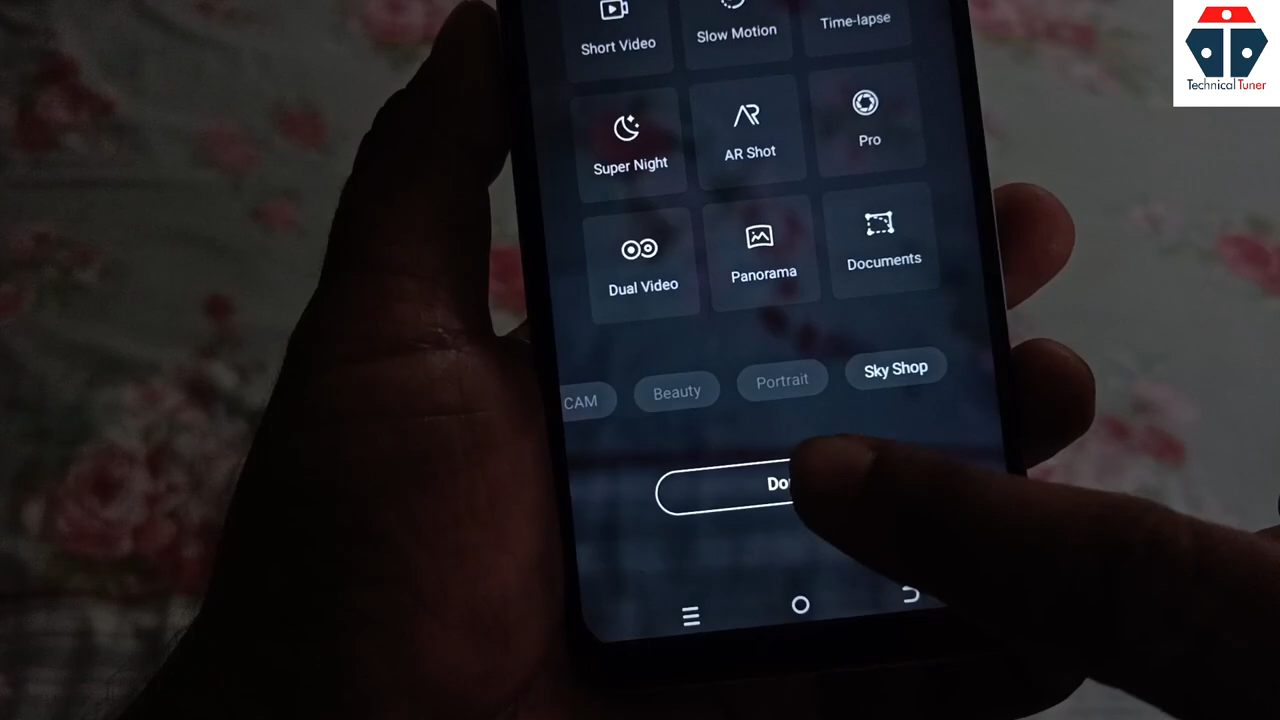 Short Video
Slow Motion
Time-lapse
Super Night
AR Shot
Pro
Dual Video
Panorama
Documents
CAM
Beauty
Portrait
Sky Shop
Do
Technical Tuner